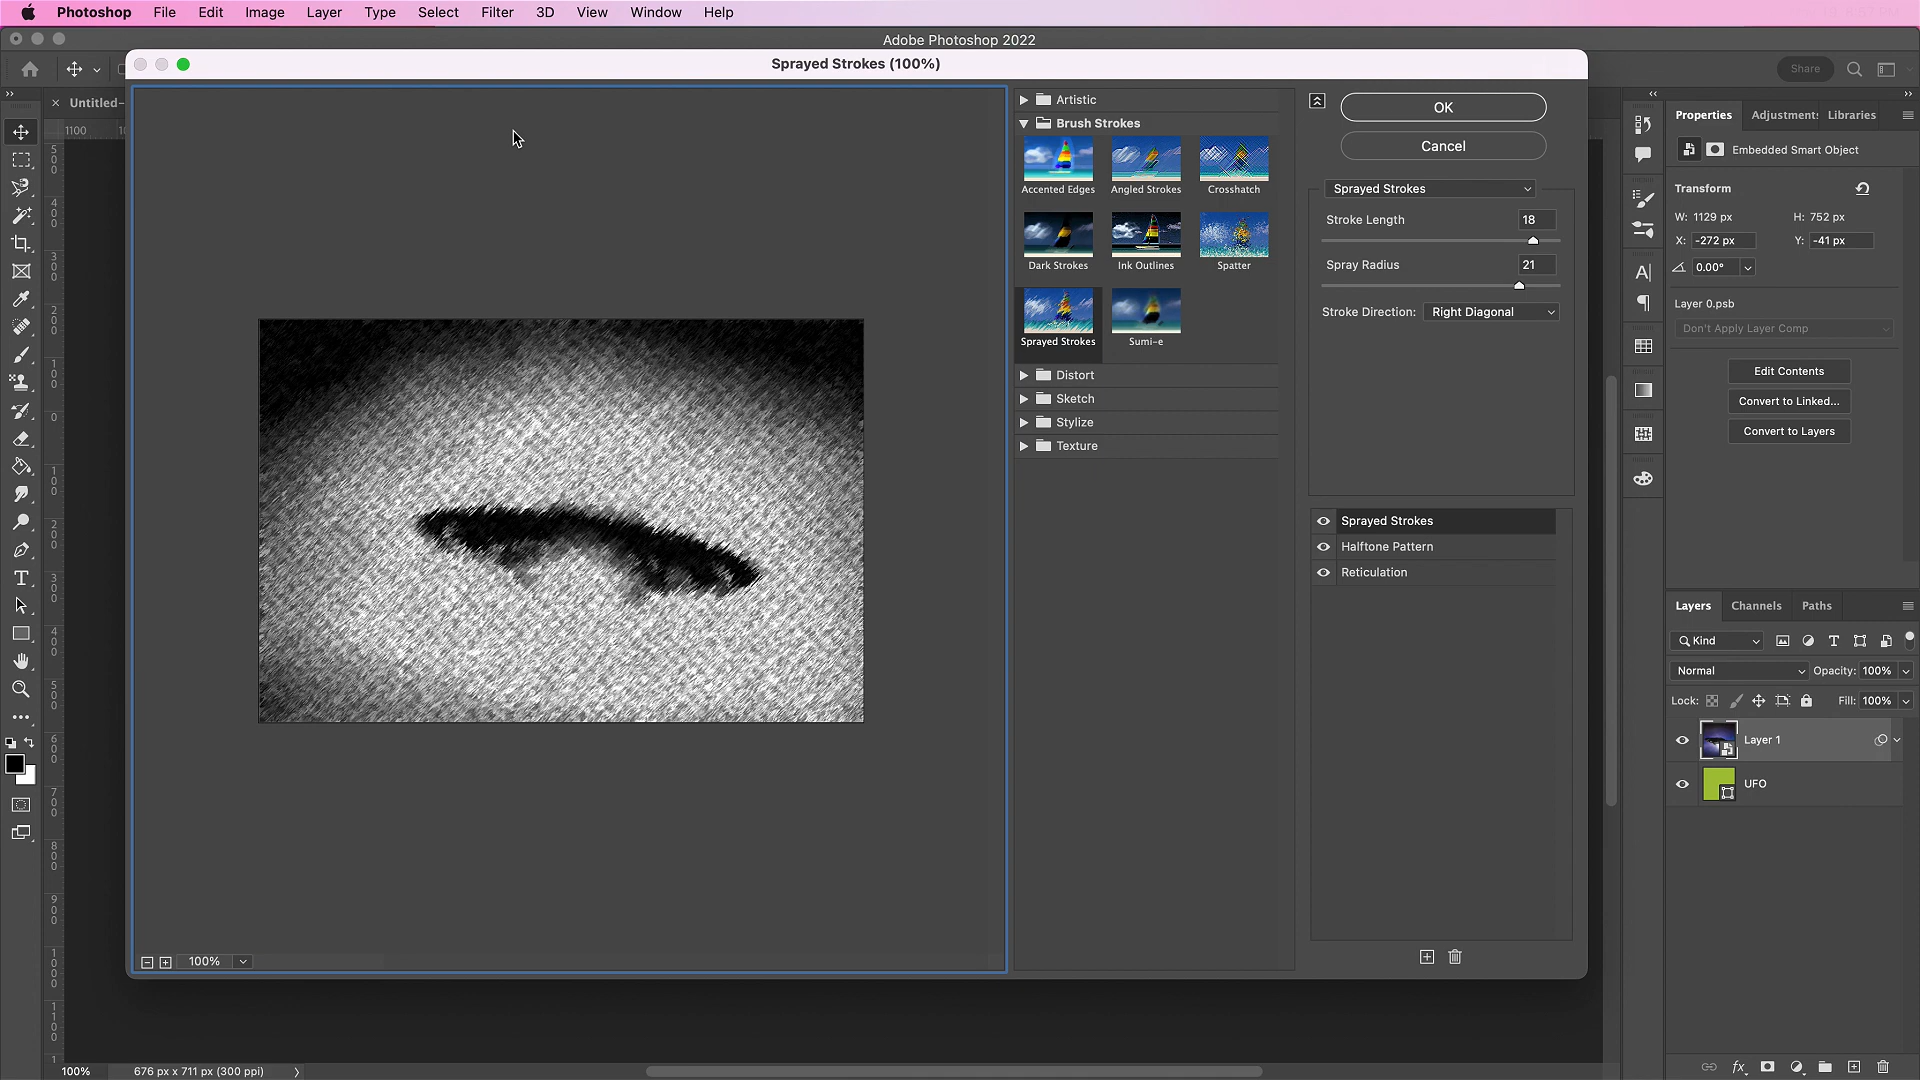 Photoshop File Edit Image Layer Type Select Filter 3D View Window Help
Adobe Photoshop 2022
Sprayed Strokes (100%)
Share
Untitled-
1100
Artistic
Brush Strokes
Accented Edges Angled Strokes Crosshatch
Dark Strokes Ink Outlines Spatter
Sprayed Strokes Sumi-e
Distort
Sketch
Stylize
Texture
OK
Cancel
Sprayed Strokes
Stroke Length 18
Spray Radius 21
Stroke Direction: Right Diagonal
Sprayed Strokes
Halftone Pattern
Reticulation
100%
Properties Adjustments Libraries
Embedded Smart Object
Transform
W: 1129 px H: 752 px
X: -272 px Y: -41 px
0.00°
Layer 0.psb
Don't Apply Layer Comp
Edit Contents
Convert to Linked...
Convert to Layers
Layers Channels Paths
Kind
Normal Opacity: 100%
Lock: Fill: 100%
Layer 1
UFO
100% 676 px x 711 px (300 ppi)